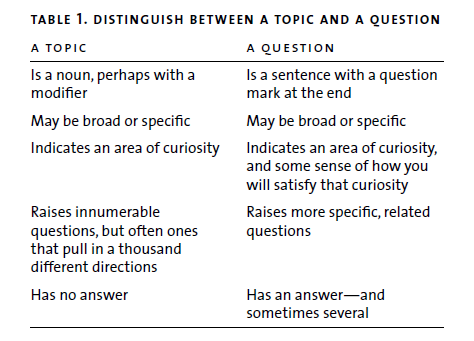 TABLE 1. DISTINGUISH BETWEEN A TOPIC AND A QUESTION
A TOPIC
A QUESTION
Is a noun, perhaps with a
modifier
Is a sentence with a question
mark at the end
May be broad or specific
May be broad or specific
Indicates an area of curiosity
Indicates an area of curiosity,
and some sense of how you
will satisfy that curiosity
Raises innumerable
questions, but often ones
that pull in a thousand
different directions
Raises more specific, related
questions
Has no answer
Has an answer—and
sometimes several